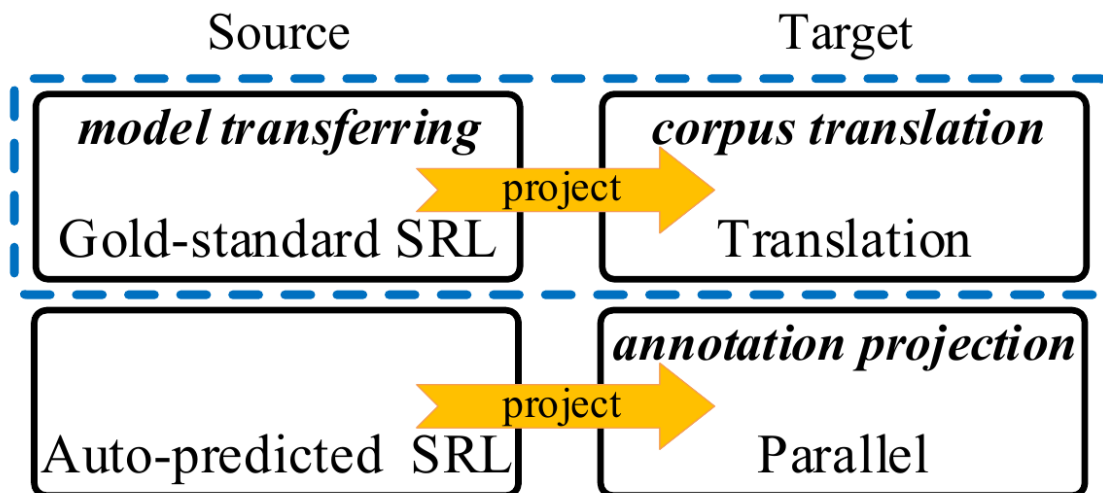 Source Target
model transferring corpus translation
project
Gold-standard SRL Translation
annotation projection
project
Auto-predicted SRL Parallel